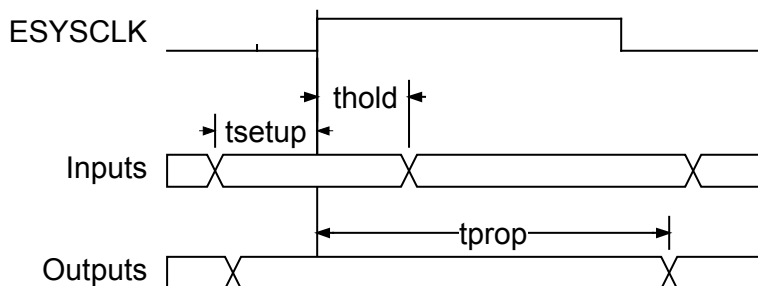 ESYSCLK
thold
tsetup
Inputs
tprop
Outputs